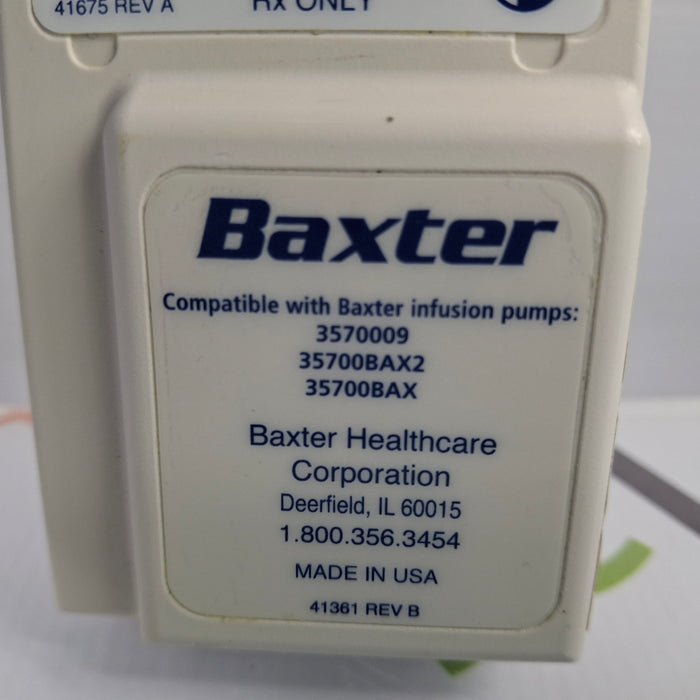 41675 REV A
Rx ONLY
Baxter
Compatible with Baxter infusion pumps:
3570009
35700BAX2
35700BAX
Baxter Healthcare
Corporation
Deerfield, IL 60015
1.800.356.3454
MADE IN USA
41361 REV B